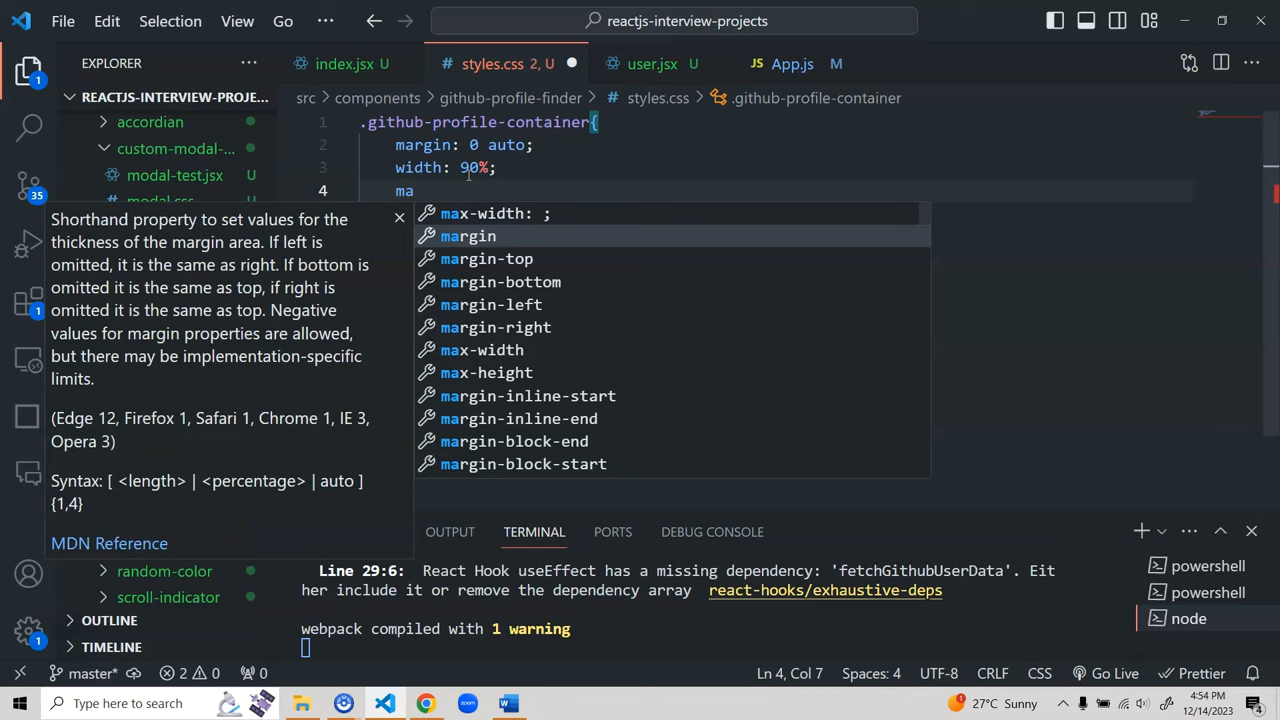 File Edit Selection View Go ··· reactjs-interview-projects
EXPLORER ··· index.jsx U styles.css 2, U user.jsx U App.js M ···
REACTJS-INTERVIEW-PROJE... src > components > github-profile-finder > styles.css > .github-profile-container
accordian
custom-modal-...
modal-test.jsx
1 .github-profile-container{
2 margin: 0 auto;
3 width: 90%;
4 ma
1
35
1
1
Shorthand property to set values for the
thickness of the margin area. If left is
omitted, it is the same as right. If bottom is
omitted it is the same as top, if right is
omitted it is the same as top. Negative
values for margin properties are allowed,
but there may be implementation-specific
limits.
(Edge 12, Firefox 1, Safari 1, Chrome 1, IE 3,
Opera 3)
Syntax: [ <length> | <percentage> | auto ]
{1,4}
MDN Reference
max-width: ;
margin
margin-top
margin-bottom
margin-left
margin-right
max-width
max-height
margin-inline-start
margin-inline-end
margin-block-end
margin-block-start
random-color
scroll-indicator
OUTLINE
TIMELINE
OUTPUT TERMINAL PORTS DEBUG CONSOLE ···
Line 29:6: React Hook useEffect has a missing dependency: 'fetchGithubUserData'. Eit
her include it or remove the dependency array react-hooks/exhaustive-deps
webpack compiled with 1 warning
powershell
powershell
node
master* 2 0 0 Ln 4, Col 7 Spaces: 4 UTF-8 CRLF CSS Go Live Prettier
Type here to search 27°C Sunny 4:54 PM
12/14/2023 4